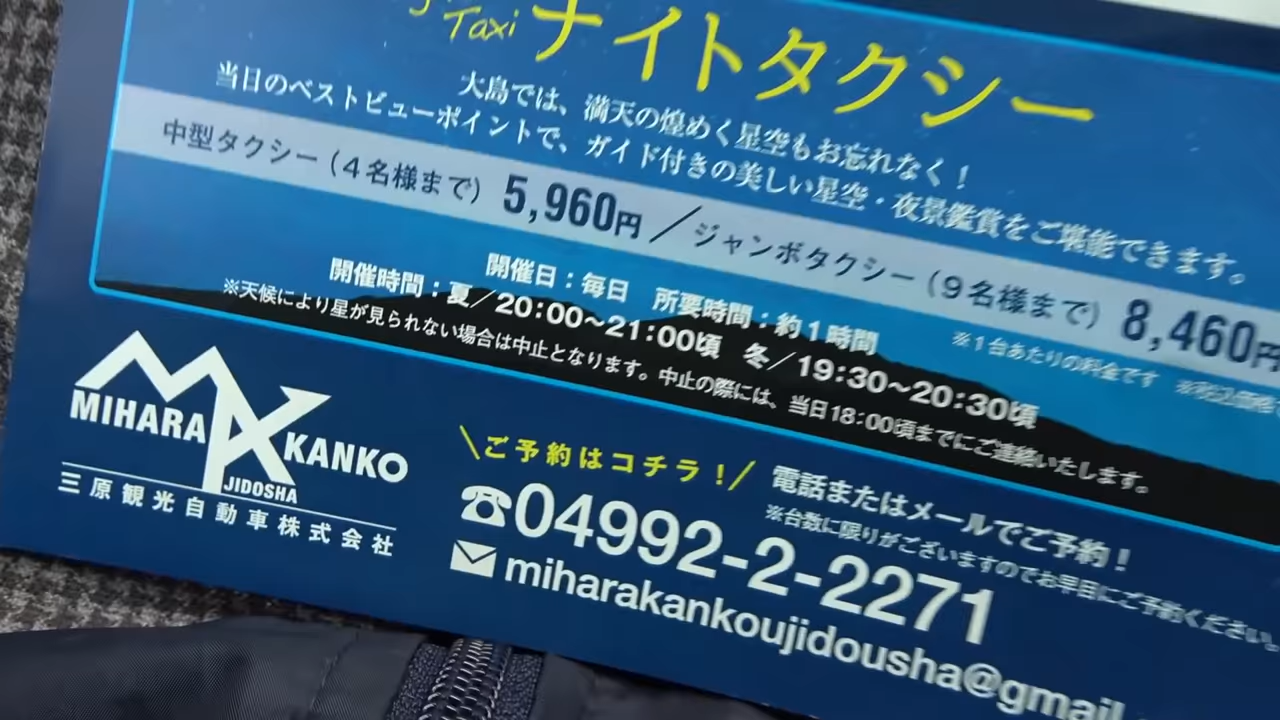 Taxi ナイトタクシー
大島では、満天の煌めく星空もお忘れなく！
当日のベストビューポイントで、ガイド付きの美しい星空・夜景鑑賞をご堪能できます。
中型タクシー（4名様まで） 5,960円 ／ ジャンボタクシー（9名様まで） 8,460円
※1台あたりの料金です ※税込価格
開催日：毎日 所要時間：約1時間
開催時間：夏／20:00〜21:00頃 冬／19:30〜20:30頃
※天候により星が見られない場合は中止となります。中止の際には、当日18:00頃までにご連絡いたします。
MIHARA KANKO
JIDOSHA
三原観光自動車株式会社
\ご予約はコチラ！/ 電話またはメールでご予約！
※台数に限りがございますのでお早目にご予約ください。
☎04992-2-2271
miharakankoujidousha@gmail